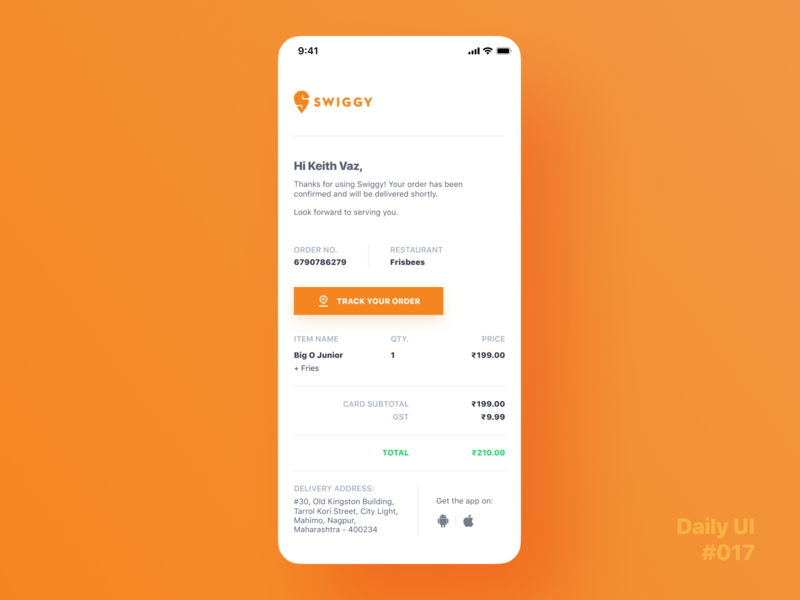 9:41
SWIGGY
Hi Keith Vaz,
Thanks for using Swiggy! Your order has been
confirmed and will be delivered shortly.
Look forward to serving you.
ORDER NO. RESTAURANT
6790786279 Frisbees
TRACK YOUR ORDER
ITEM NAME QTY. PRICE
Big O Junior 1 ₹199.00
+ Fries
CARD SUBTOTAL ₹199.00
GST ₹9.99
TOTAL ₹210.00
DELIVERY ADDRESS:
#30, Old Kingston Building,
Tarrol Kori Street, City Light,
Mahimo, Nagpur,
Maharashtra - 400234
Get the app on:
Daily UI
#017